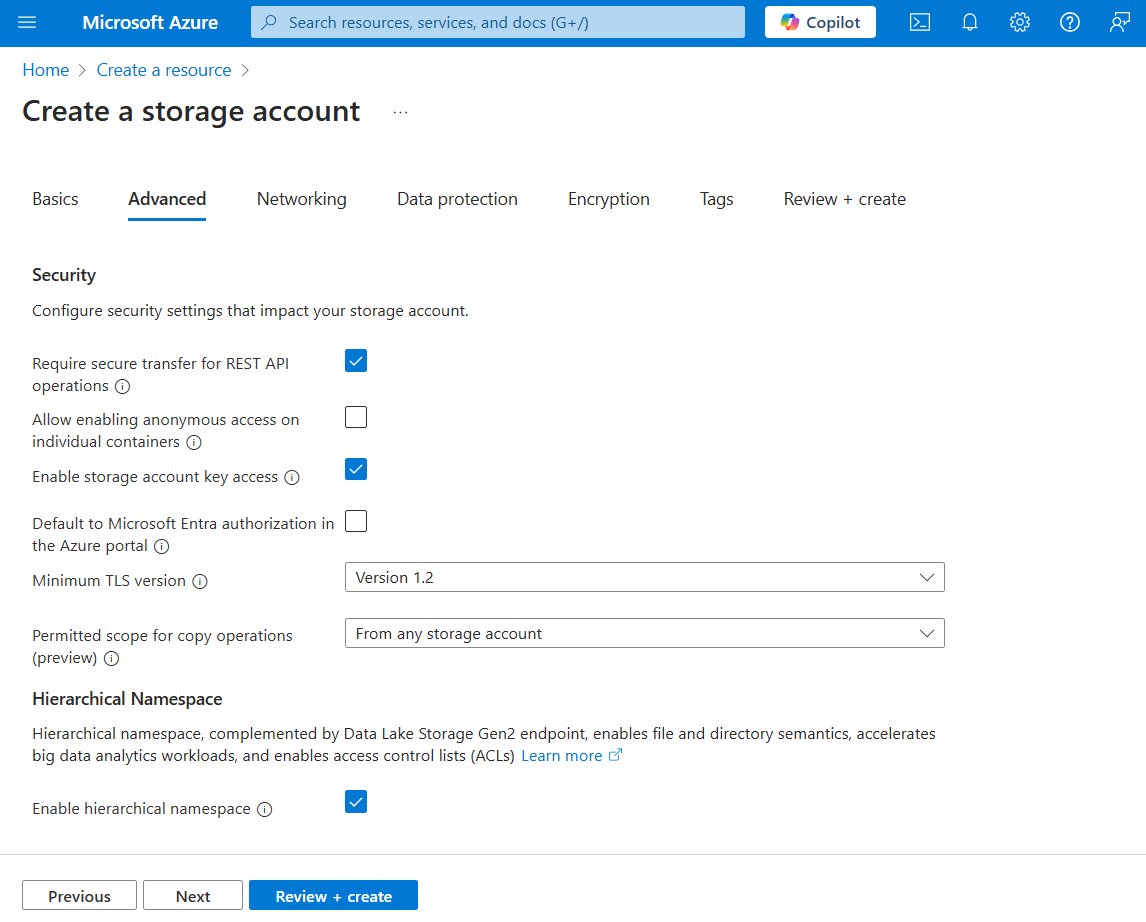 Microsoft Azure
Search resources, services, and docs (G+/)
Copilot
Home > Create a resource >
Create a storage account ...
Basics Advanced Networking Data protection Encryption Tags Review + create
Security
Configure security settings that impact your storage account.
Require secure transfer for REST API
operations
Allow enabling anonymous access on
individual containers
Enable storage account key access
Default to Microsoft Entra authorization in
the Azure portal
Minimum TLS version
Version 1.2
Permitted scope for copy operations
(preview)
From any storage account
Hierarchical Namespace
Hierarchical namespace, complemented by Data Lake Storage Gen2 endpoint, enables file and directory semantics, accelerates
big data analytics workloads, and enables access control lists (ACLs) Learn more
Enable hierarchical namespace
Previous Next Review + create